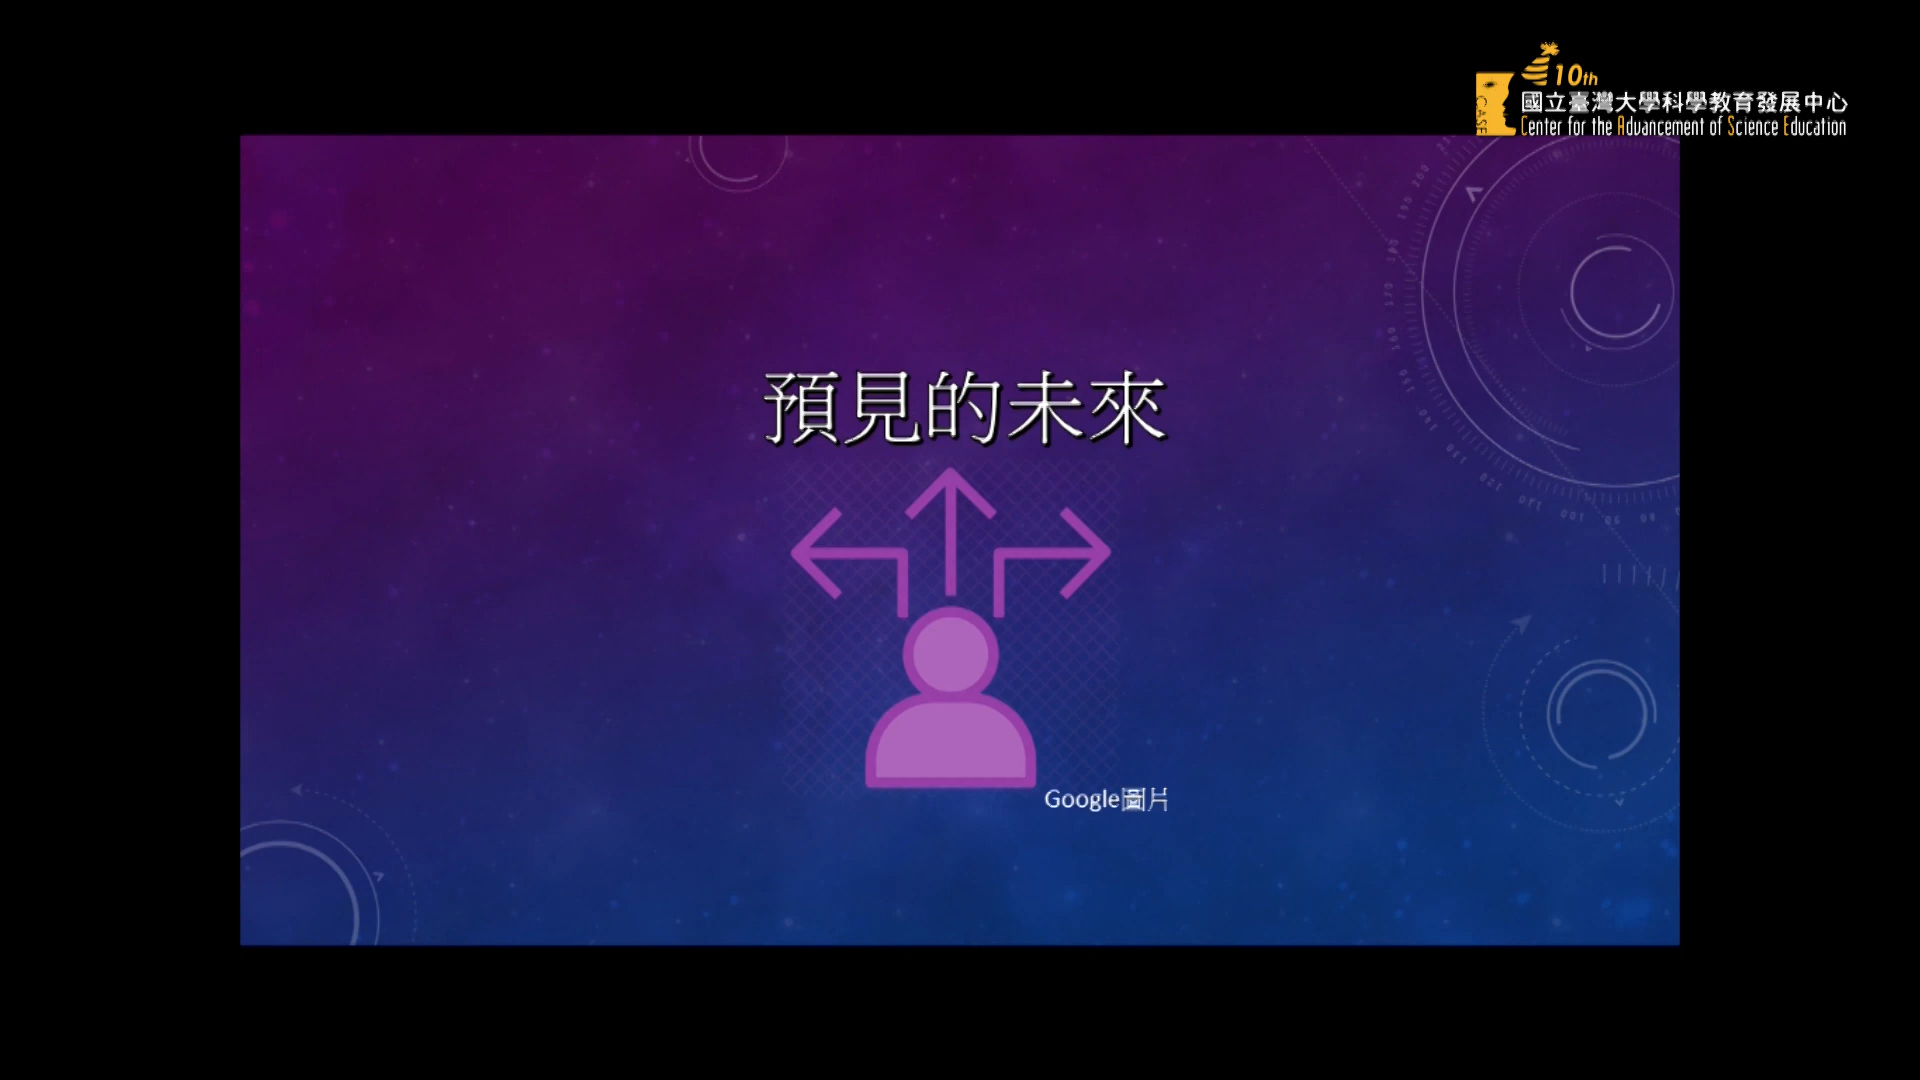 10th
國立臺灣大學科學教育發展中心
CASE
Center for the Advancement of Science Education
預見的未來
Google圖片